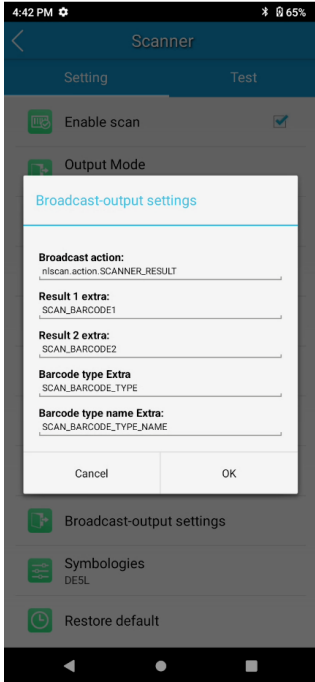 4:42 PM
65%
Scanner
Setting
Test
Enable scan
Output Mode
Broadcast-output settings
Broadcast action:
nlscan.action.SCANNER_RESULT
Result 1 extra:
SCAN_BARCODE1
Result 2 extra:
SCAN_BARCODE2
Barcode type Extra
SCAN_BARCODE_TYPE
Barcode type name Extra:
SCAN_BARCODE_TYPE_NAME
Cancel
OK
Broadcast-output settings
Symbologies
DE5L
Restore default